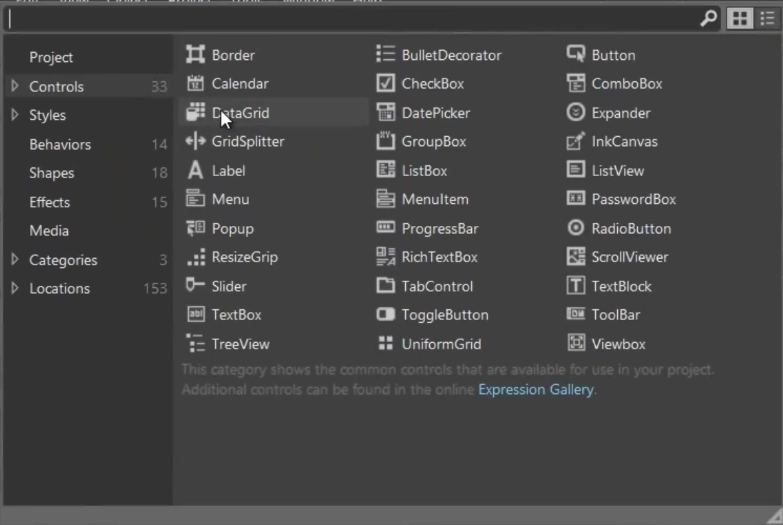 Project
Controls 33
Styles
Behaviors 14
Shapes 18
Effects 15
Media
Categories 3
Locations 153
Border BulletDecorator Button
Calendar CheckBox ComboBox
DataGrid DatePicker Expander
GridSplitter GroupBox InkCanvas
Label ListBox ListView
Menu MenuItem PasswordBox
Popup ProgressBar RadioButton
ResizeGrip RichTextBox ScrollViewer
Slider TabControl TextBlock
TextBox ToggleButton ToolBar
TreeView UniformGrid Viewbox
This category shows the common controls that are available for use in your project.
Additional controls can be found in the online Expression Gallery.